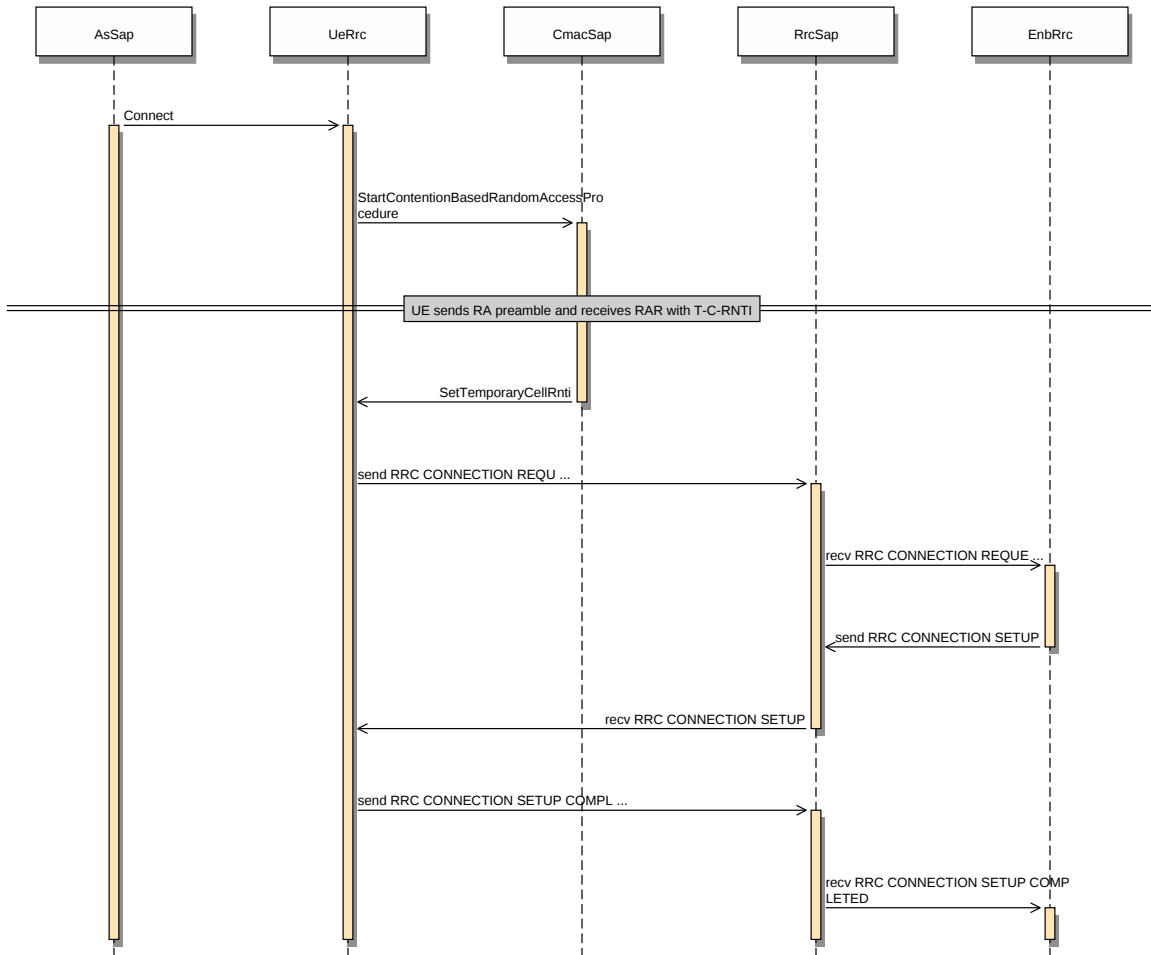 AsSap
UeRrc
CmacSap
RrcSap
EnbRrc
Connect
StartContentionBasedRandomAccessPro
cedure
UE sends RA preamble and receives RAR with T-C-RNTI
SetTemporaryCellRnti
send RRC CONNECTION REQU ...
recv RRC CONNECTION REQUE ...
send RRC CONNECTION SETUP
recv RRC CONNECTION SETUP
send RRC CONNECTION SETUP COMPL ...
recv RRC CONNECTION SETUP COMP
LETED